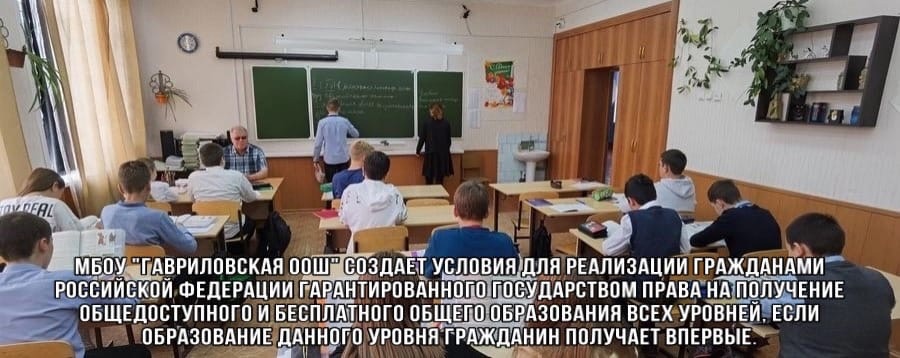 МБОУ "ГАВРИЛОВСКАЯ ООШ" СОЗДАЕТ УСЛОВИЯ ДЛЯ РЕАЛИЗАЦИИ ГРАЖДАНАМИ
РОССИЙСКОЙ ФЕДЕРАЦИИ ГАРАНТИРОВАННОГО ГОСУДАРСТВОМ ПРАВА НА ПОЛУЧЕНИЕ
ОБЩЕДОСТУПНОГО И БЕСПЛАТНОГО ОБЩЕГО ОБРАЗОВАНИЯ ВСЕХ УРОВНЕЙ, ЕСЛИ
ОБРАЗОВАНИЕ ДАННОГО УРОВНЯ ГРАЖДАНИН ПОЛУЧАЕТ ВПЕРВЫЕ.